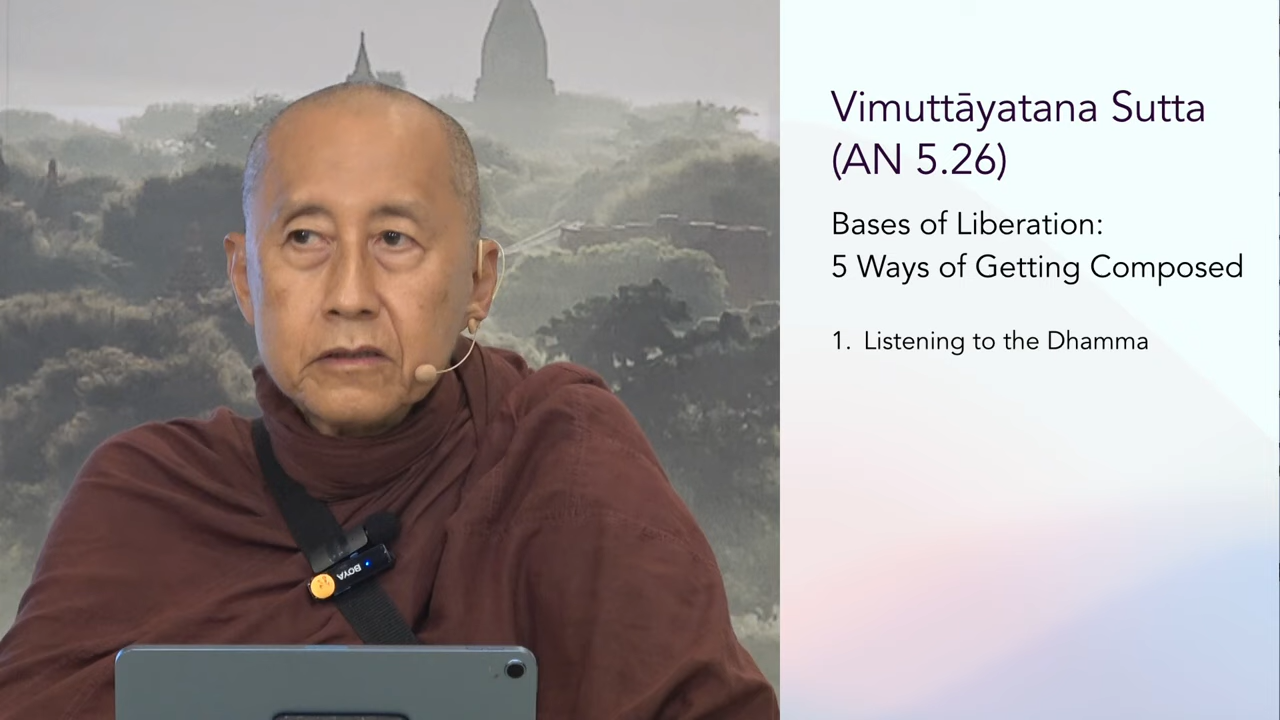 Vimuttāyatana Sutta
(AN 5.26)
Bases of Liberation:
5 Ways of Getting Composed
1. Listening to the Dhamma
BOYA